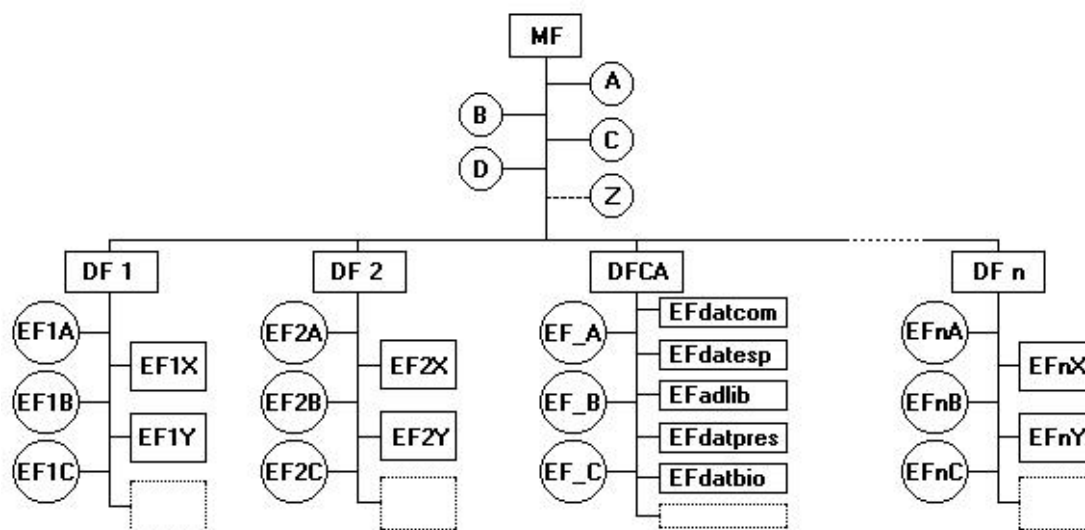 MF
A
B
C
D
Z
DF 1
DF 2
DFCA
DF n
EF1A
EF1X
EF1B
EF1Y
EF1C
EF2A
EF2X
EF2B
EF2Y
EF2C
EF_A
EF_B
EF_C
EFdatcom
EFdatesp
EFadlib
EFdatpres
EFdatbio
EFnA
EFnX
EFnB
EFnY
EFnC